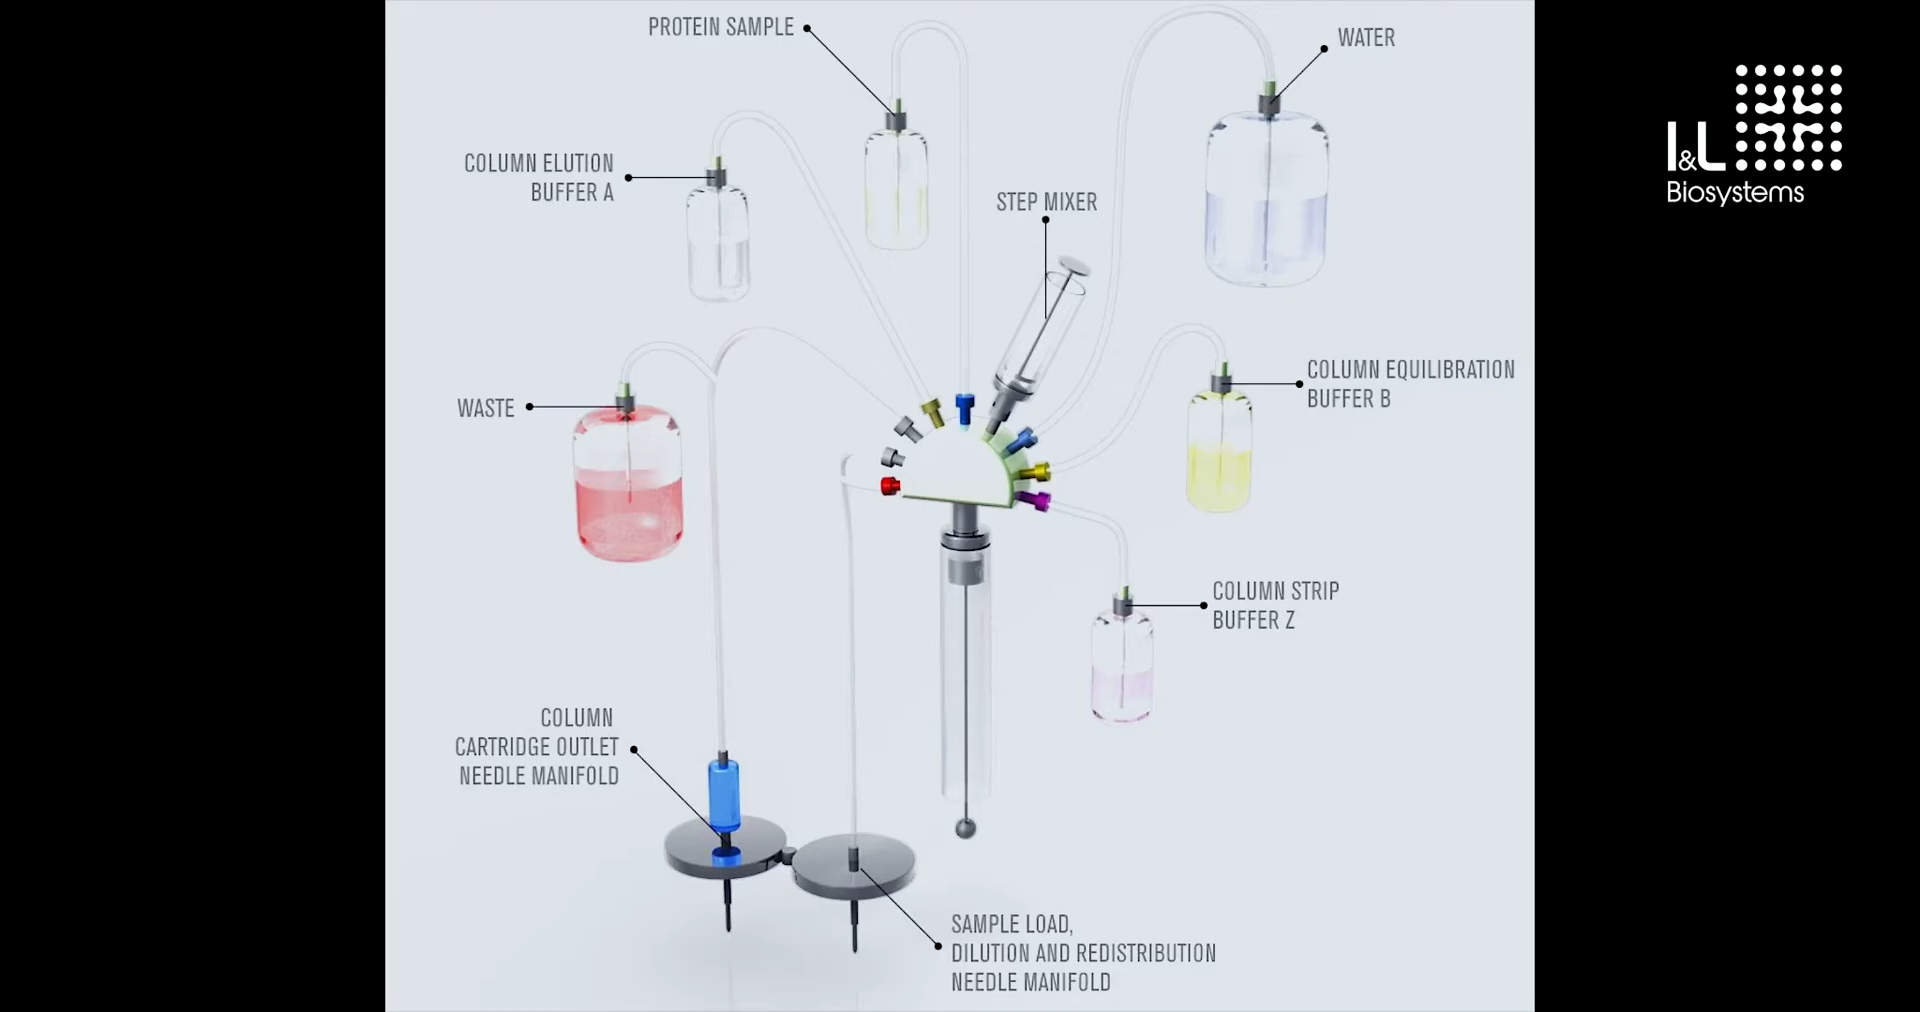 PROTEIN SAMPLE
WATER
I&L
Biosystems
COLUMN ELUTION
BUFFER A
STEP MIXER
COLUMN EQUILIBRATION
BUFFER B
WASTE
COLUMN STRIP
BUFFER Z
COLUMN
CARTRIDGE OUTLET
NEEDLE MANIFOLD
SAMPLE LOAD,
DILUTION AND REDISTRIBUTION
NEEDLE MANIFOLD